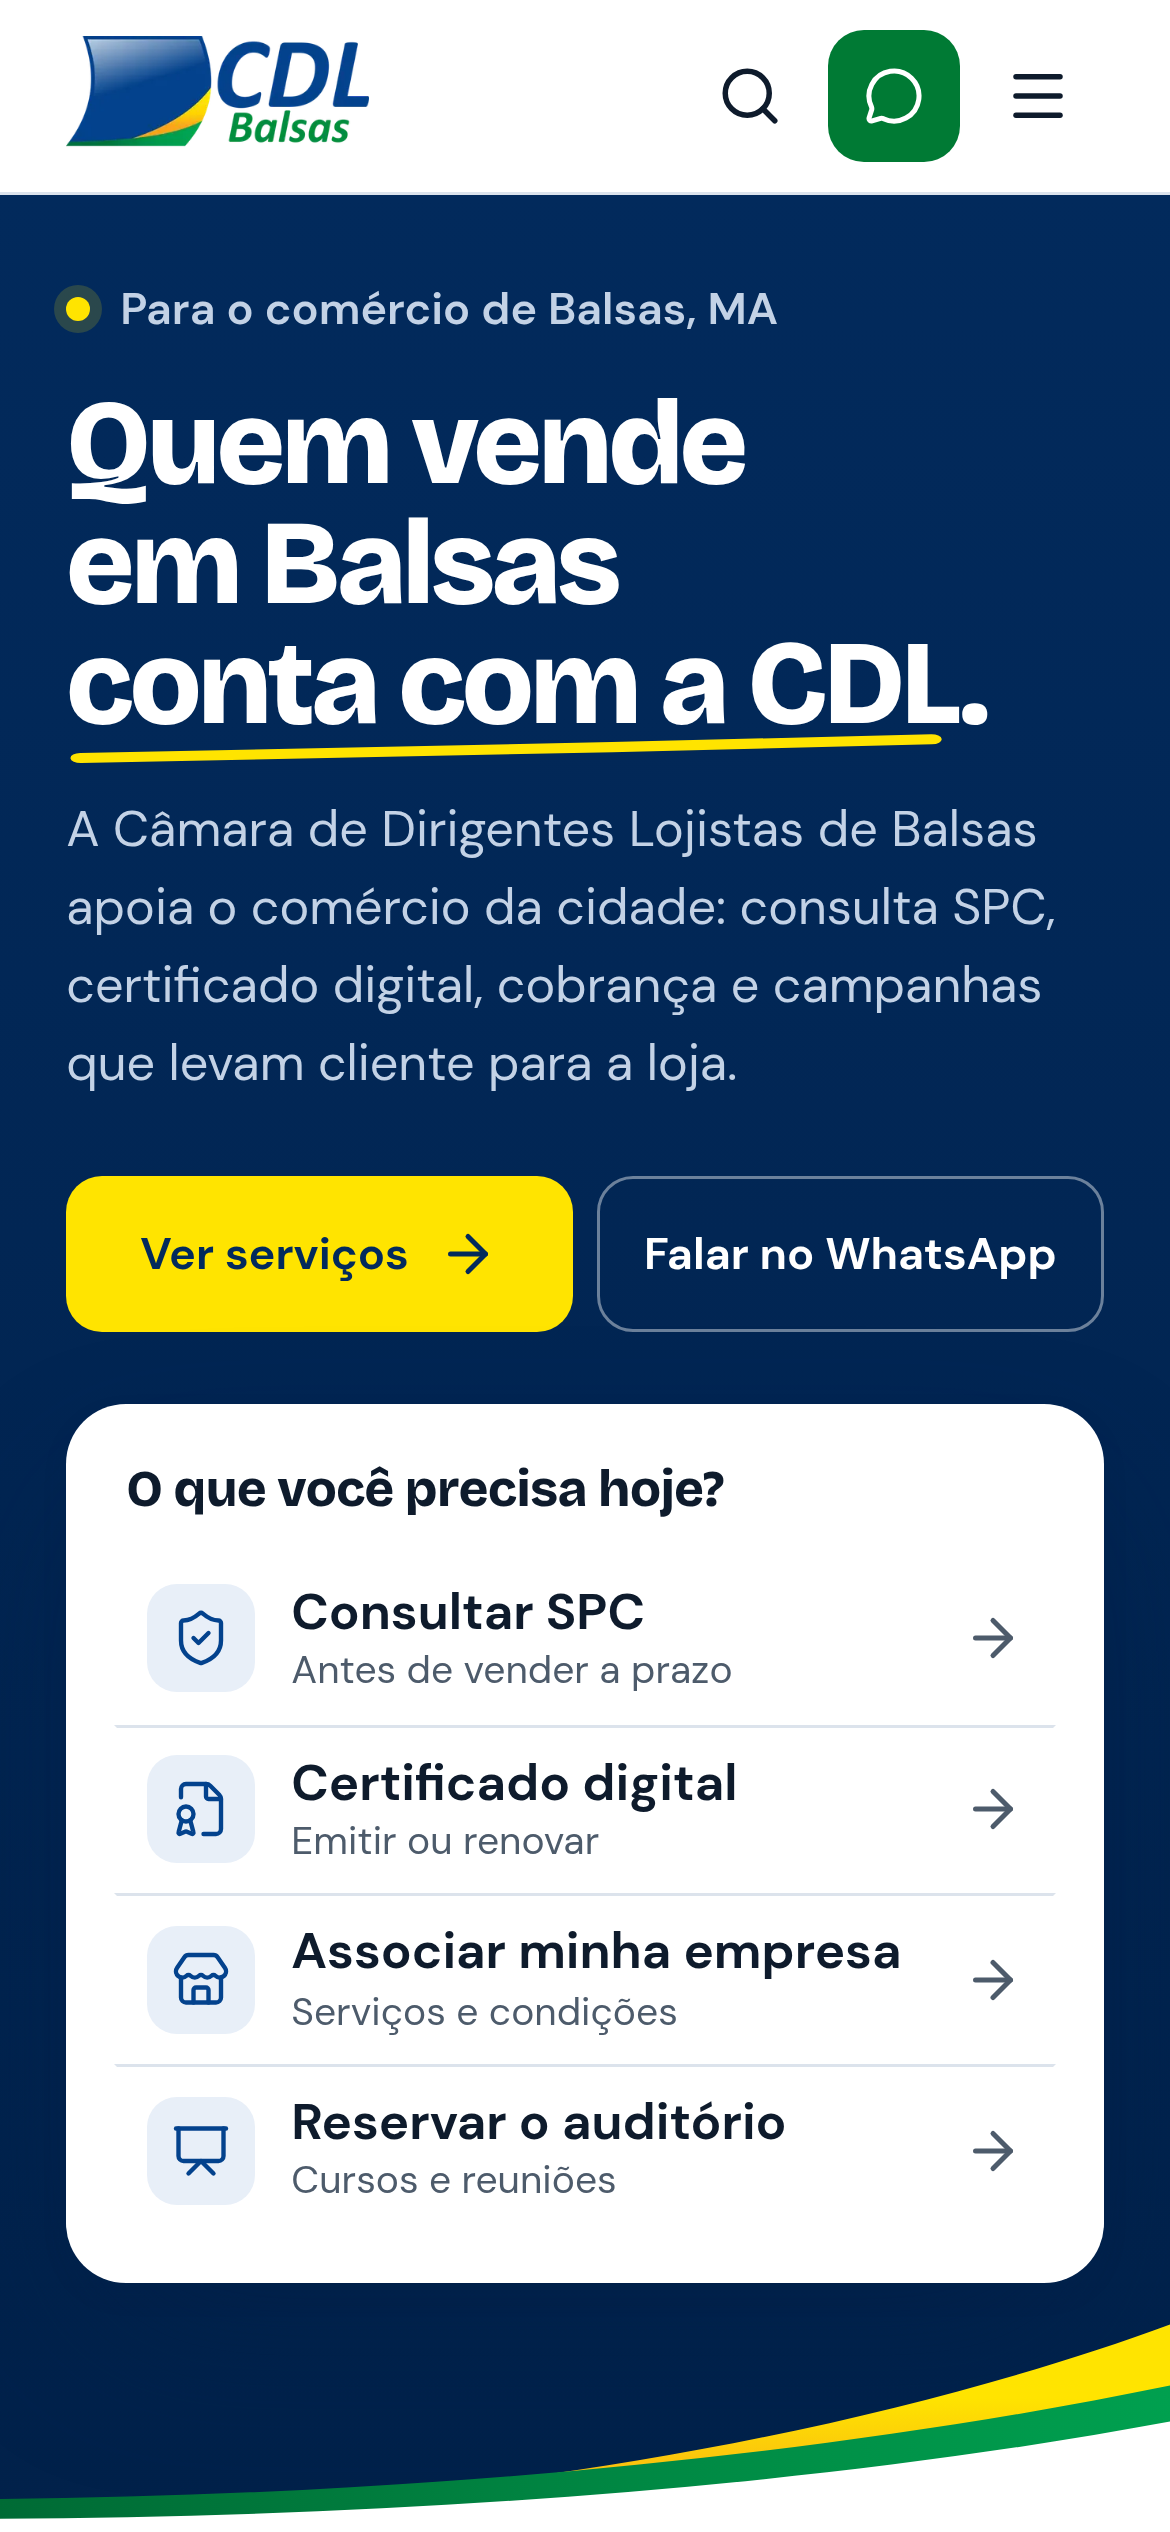 CDL
Balsas
Para o comércio de Balsas, MA
Quem vende
em Balsas
conta com a CDL.
A Câmara de Dirigentes Lojistas de Balsas
apoia o comércio da cidade: consulta SPC,
certificado digital, cobrança e campanhas
que levam cliente para a loja.
Ver serviços
Falar no WhatsApp
O que você precisa hoje?
Consultar SPC
Antes de vender a prazo
Certificado digital
Emitir ou renovar
Associar minha empresa
Serviços e condições
Reservar o auditório
Cursos e reuniões